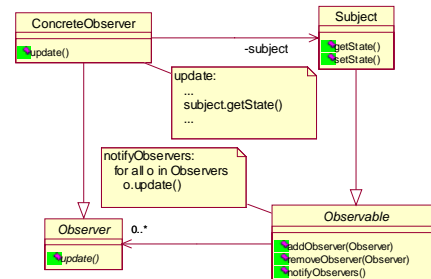 ConcreteObserver
update()
Subject
getState()
setState()
-subject
update:
...
subject.getState()
...
notifyObservers:
for all o in Observers
o.update()
Observer
update()
0..*
Observable
addObserver(Observer)
removeObserver(Observer)
notifyObservers()